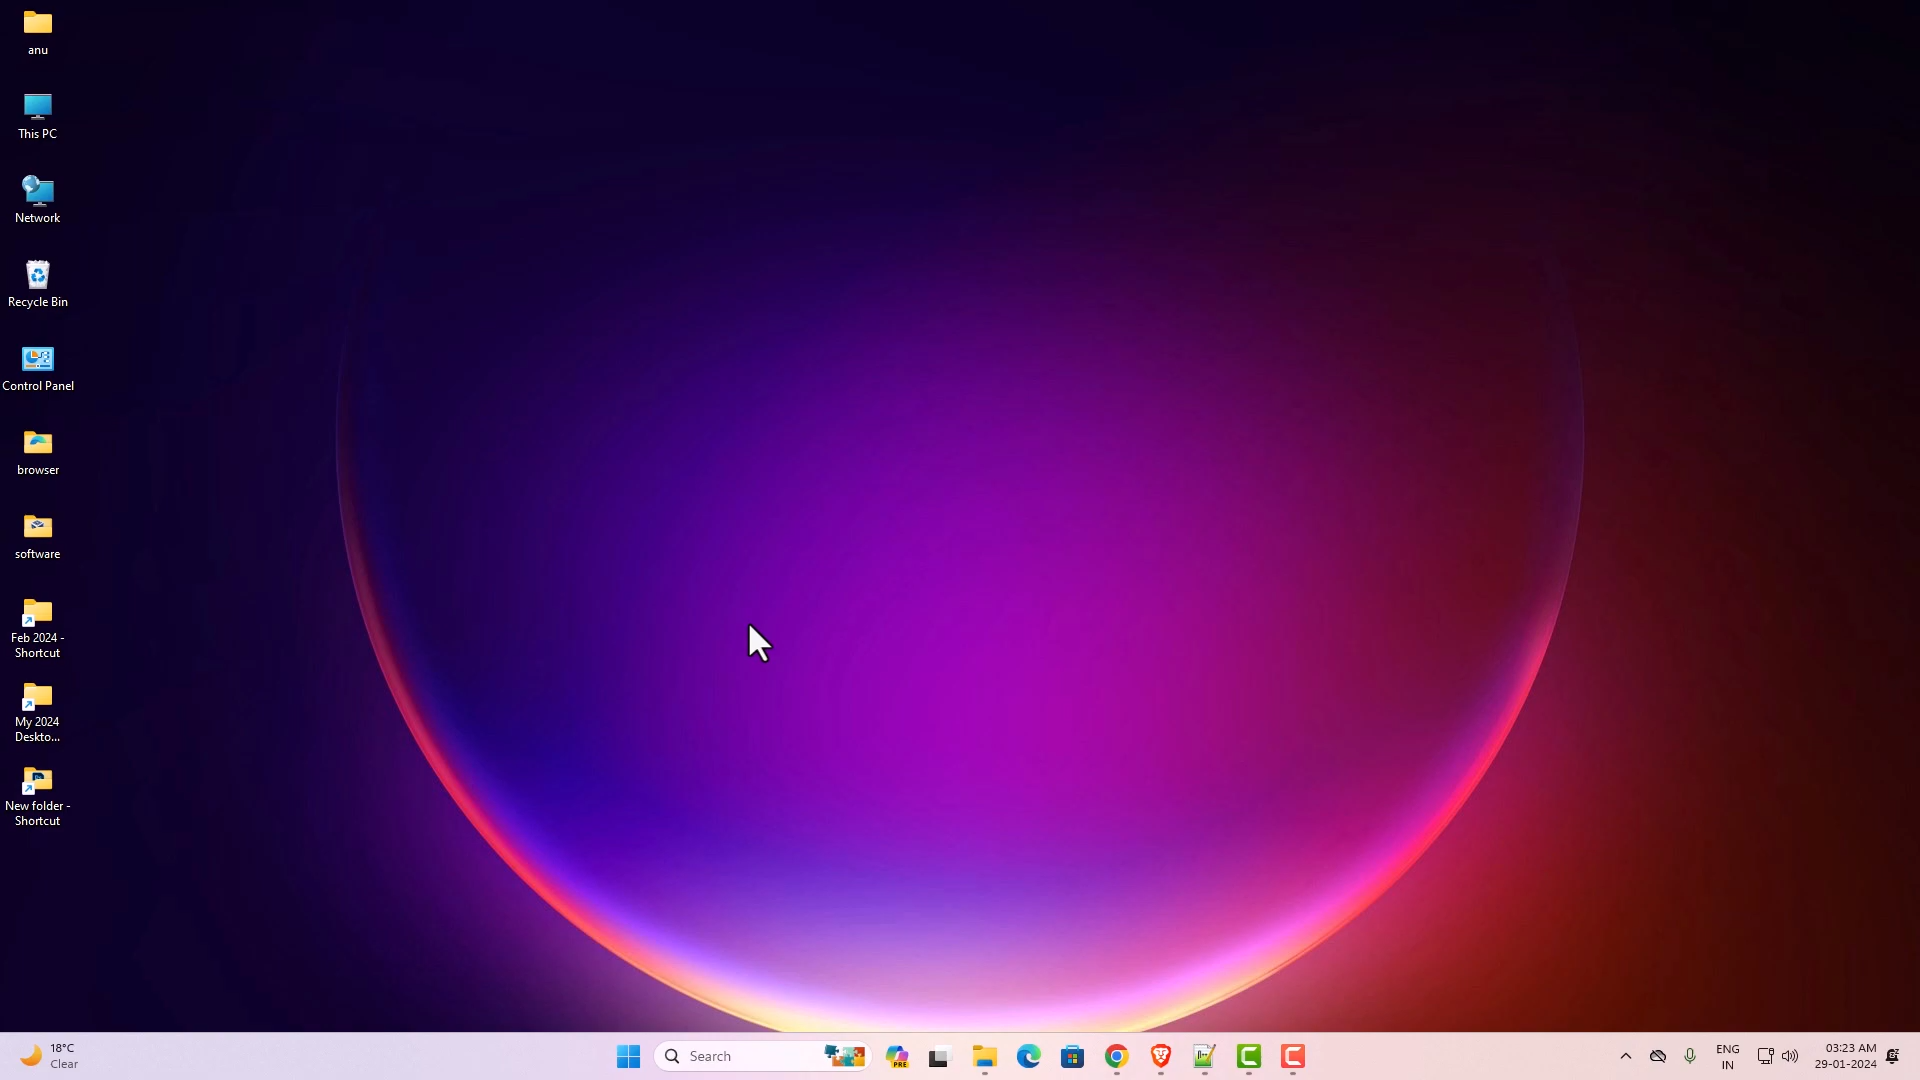 anu
This PC
Network
Recycle Bin
Control Panel
browser
software
Feb 2024 -
Shortcut
My 2024
Deskto...
New folder -
Shortcut
18°C
Clear
Search
PRE
ENG
IN
03:23 AM
29-01-2024